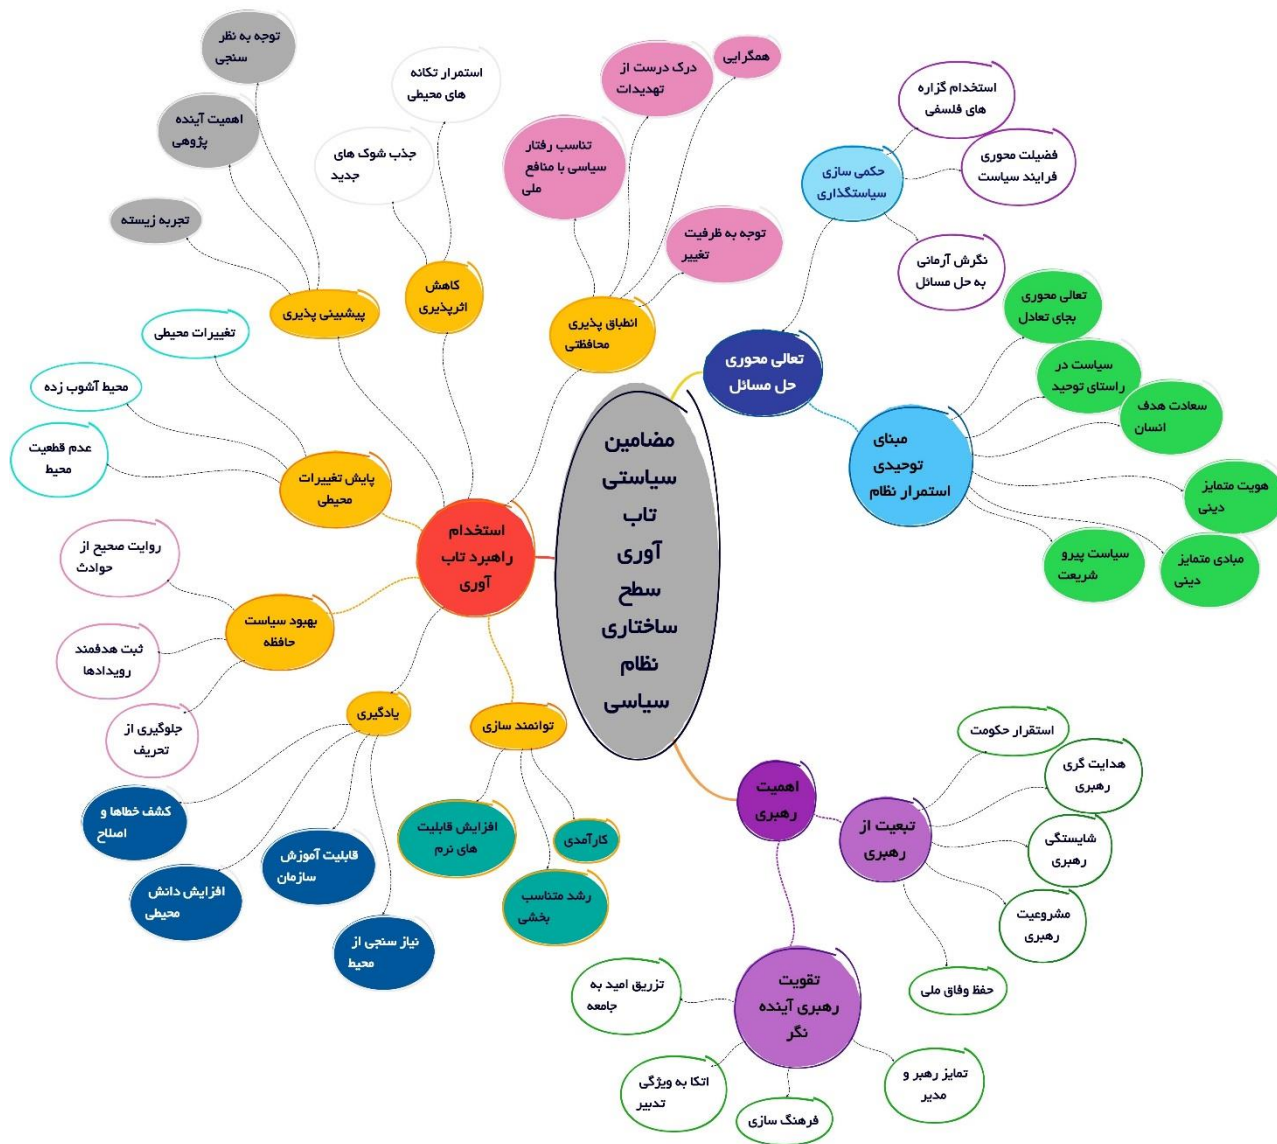 مضامین
سیاستی
تاب
آوری
سطح
ساختاری
نظام
سیاسی
تعالی محوری
حل مسائل
حکمی سازی
سیاستگذاری
استخدام گزاره
های فلسفی
فضیلت محوری
فرایند سیاست
نگرش آرمانی
به حل مسائل
مبنای
توحیدی
استمرار نظام
تعالی محوری
بجای تعادل
سیاست در
راستای توحید
سعادت هدف
انسان
هویت متمایز
دینی
مبادی متمایز
دینی
سیاست پیرو
شریعت
اهمیت
رهبری
تبعیت از
رهبری
استقرار حکومت
هدایت گری
رهبری
شایستگی
رهبری
مشروعیت
رهبری
حفظ وفاق ملی
تقویت
رهبری آینده
نگر
تمایز رهبر و
مدیر
فرهنگ سازی
اتکا به ویژگی
تدبیر
تزریق امید به
جامعه
استخدام
راهبرد تاب
آوری
انطباق پذیری
محافظتی
همگرایی
درک درست از
تهدیدات
تناسب رفتار
سیاسی با منافع
ملی
توجه به ظرفیت
تغییر
کاهش
اثرپذیری
استمرار تکانه
های محیطی
جذب شوک های
جدید
پیشبینی پذیری
توجه به نظر
سنجی
اهمیت آینده
پژوهی
تجربه زیسته
پایش تغییرات
محیطی
تغییرات محیطی
محیط آشوب زده
عدم قطعیت
محیط
بهبود سیاست
حافظه
روایت صحیح از
حوادث
ثبت هدفمند
رویدادها
جلوگیری از
تحریف
یادگیری
کشف خطاها و
اصلاح
افزایش دانش
محیطی
قابلیت آموزش
سازمان
نیاز سنجی از
محیط
توانمند سازی
افزایش قابلیت
های نرم
رشد متناسب
بخشی
کارآمدی